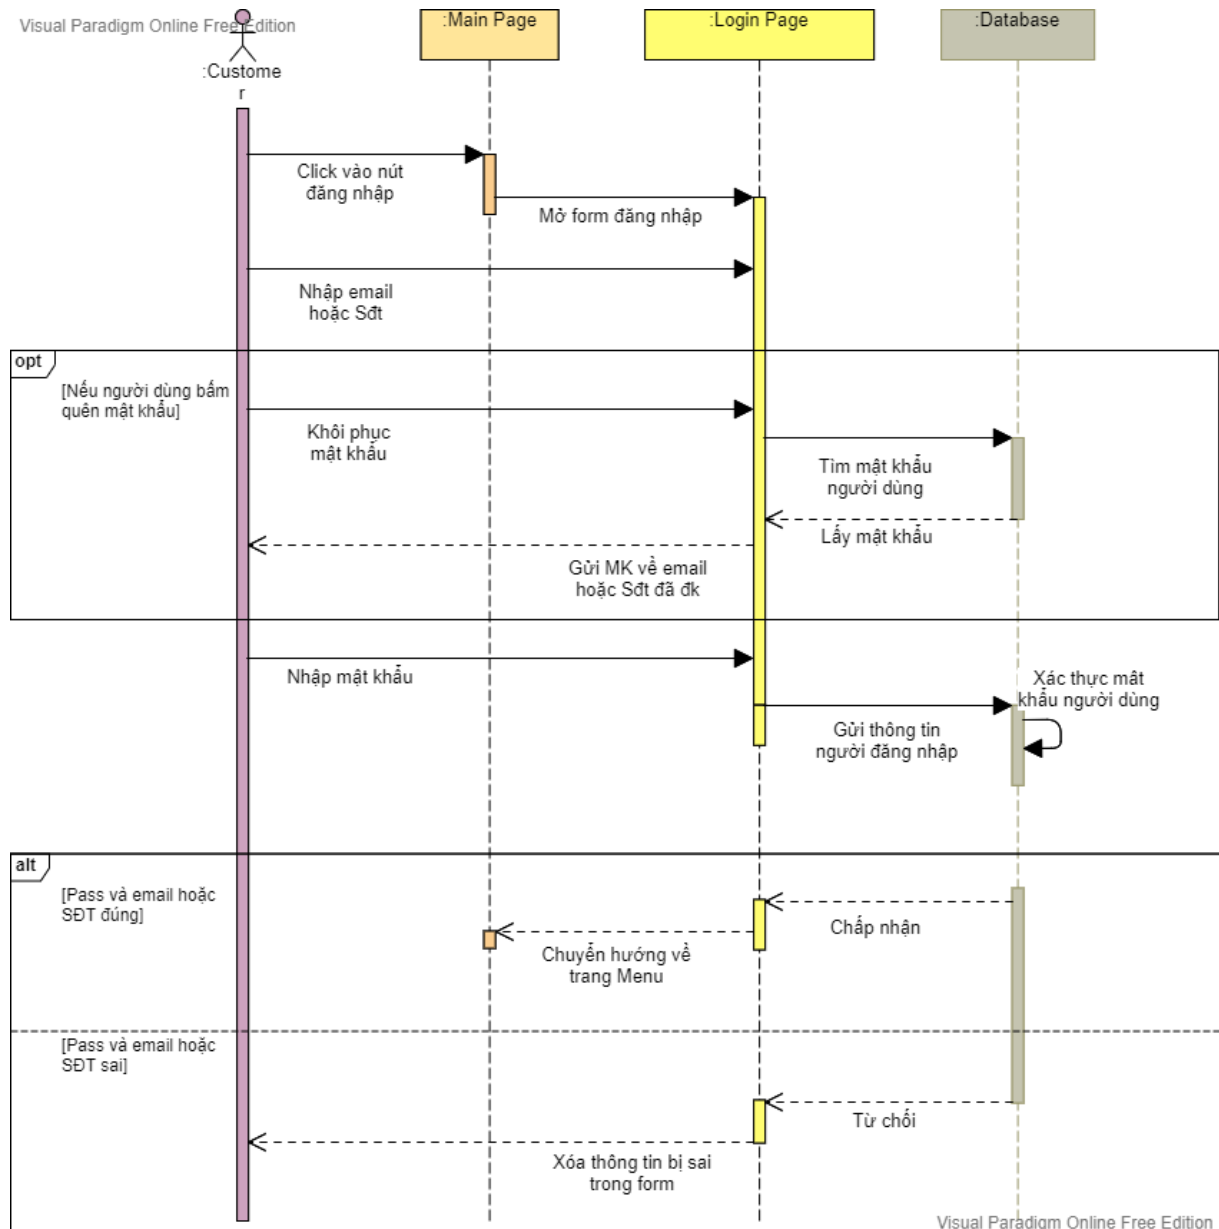 Visual Paradigm Online Free Edition
:Main Page
:Login Page
:Database
:Custome
r
Click vào nút
đăng nhập
Mở form đăng nhập
Nhập email
hoặc Sđt
opt
[Nếu người dùng bấm
quên mật khẩu]
Khôi phục
mật khẩu
Tìm mật khẩu
người dùng
Lấy mật khẩu
Gửi MK về email
hoặc Sđt đã đk
Nhập mật khẩu
Xác thực mât
khẩu người dùng
Gửi thông tin
người đăng nhập
alt
[Pass và email hoặc
SĐT đúng]
Chấp nhận
Chuyển hướng về
trang Menu
[Pass và email hoặc
SĐT sai]
Từ chối
Xóa thông tin bị sai
trong form
Visual Paradigm Online Free Edition